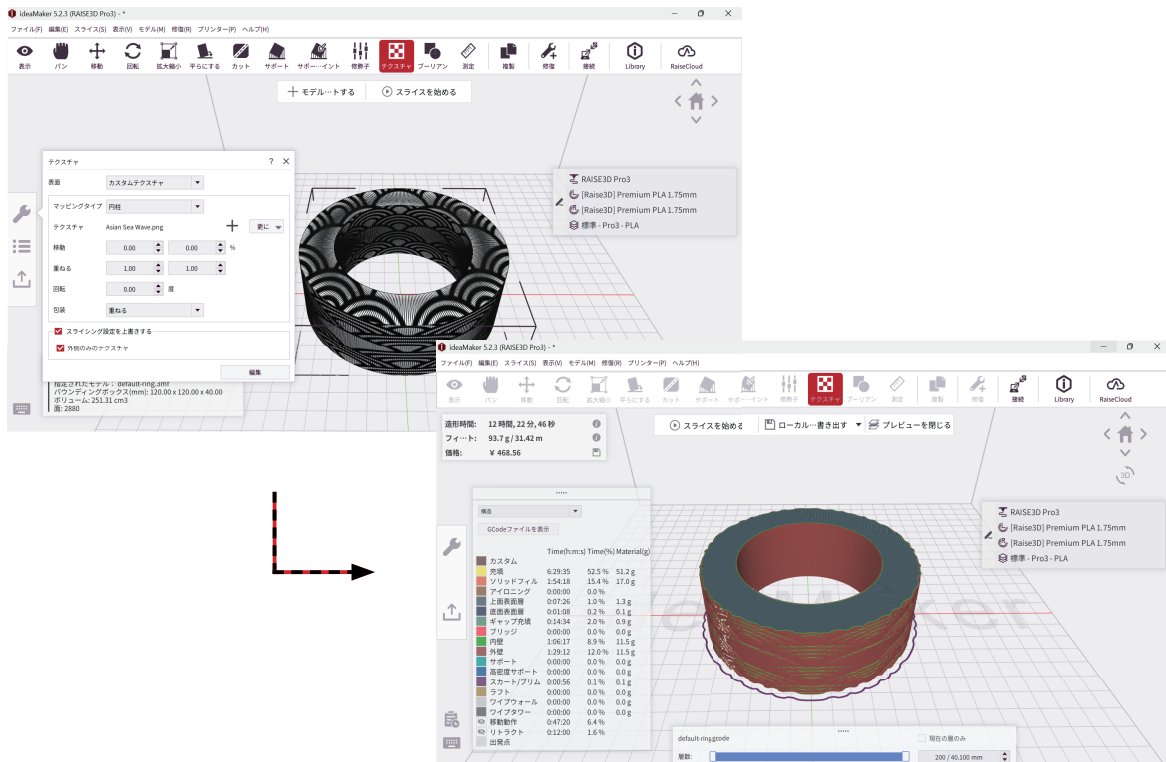 ideaMaker 5.2.3 (RAISE3D Pro3) - *
ファイル(F) 編集(E) スライス(S) 表示(V) モデル(M) 修復(R) プリンター(P) ヘルプ(H)
表示 パン 移動 回転 拡大縮小 平らにする カット サポート サポ…イント 修飾子 テクスチャ ブーリアン 測定 複製 修復 接続 Library RaiseCloud
モデル…トする スライスを始める
テクスチャ ? ×
表面 カスタムテクスチャ
マッピングタイプ 円柱
テクスチャ Asian Sea Wave.png 更に
移動 0.00 0.00 %
重ねる 1.00 1.00
回転 0.00 度
包装 重ねる
スライシング設定を上書きする
外側のみのテクスチャ
編集
指定されたモデル： default-ring.3mf
バウンディングボックス(mm): 120.00 x 120.00 x 40.00
ボリューム: 251.31 cm3
面: 2880
RAISE3D Pro3
[Raise3D] Premium PLA 1.75mm
[Raise3D] Premium PLA 1.75mm
標準 - Pro3 - PLA
ideaMaker 5.2.3 (RAISE3D Pro3) - *
ファイル(F) 編集(E) スライス(S) 表示(V) モデル(M) 修復(R) プリンター(P) ヘルプ(H)
表示 パン 移動 回転 拡大縮小 平らにする カット サポート サポ…イント 修飾子 テクスチャ ブーリアン 測定 複製 修復 接続 Library RaiseCloud
造形時間: 12 時間, 22 分, 46 秒
フィ…ト: 93.7 g / 31.42 m
価格: ¥ 468.56
スライスを始める ローカル…書き出す プレビューを閉じる
3D
構造
GCodeファイルを表示
Time(h:m:s) Time(%) Material(g)
カスタム
充填 6:29:35 52.5 % 51.2 g
ソリッドフィル 1:54:18 15.4 % 17.0 g
アイロニング 0:00:00 0.0 %
上面表面層 0:07:26 1.0 % 1.3 g
底面表面層 0:01:08 0.2 % 0.1 g
ギャップ充填 0:14:34 2.0 % 0.9 g
ブリッジ 0:00:00 0.0 % 0.0 g
内壁 1:06:17 8.9 % 11.5 g
外壁 1:29:12 12.0 % 11.5 g
サポート 0:00:00 0.0 % 0.0 g
高密度サポート 0:00:00 0.0 % 0.0 g
スカート/ブリム 0:00:56 0.1 % 0.1 g
ラフト 0:00:00 0.0 % 0.0 g
ワイプウォール 0:00:00 0.0 % 0.0 g
ワイプタワー 0:00:00 0.0 % 0.0 g
移動動作 0:47:20 6.4 %
リトラクト 0:12:00 1.6 %
出発点
RAISE3D Pro3
[Raise3D] Premium PLA 1.75mm
[Raise3D] Premium PLA 1.75mm
標準 - Pro3 - PLA
default-ring.gcode 現在の層のみ
層数: 200 / 40.100 mm